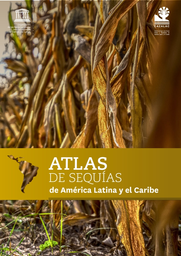 ATLAS
DE SEQUÍAS
de América Latina y el Caribe